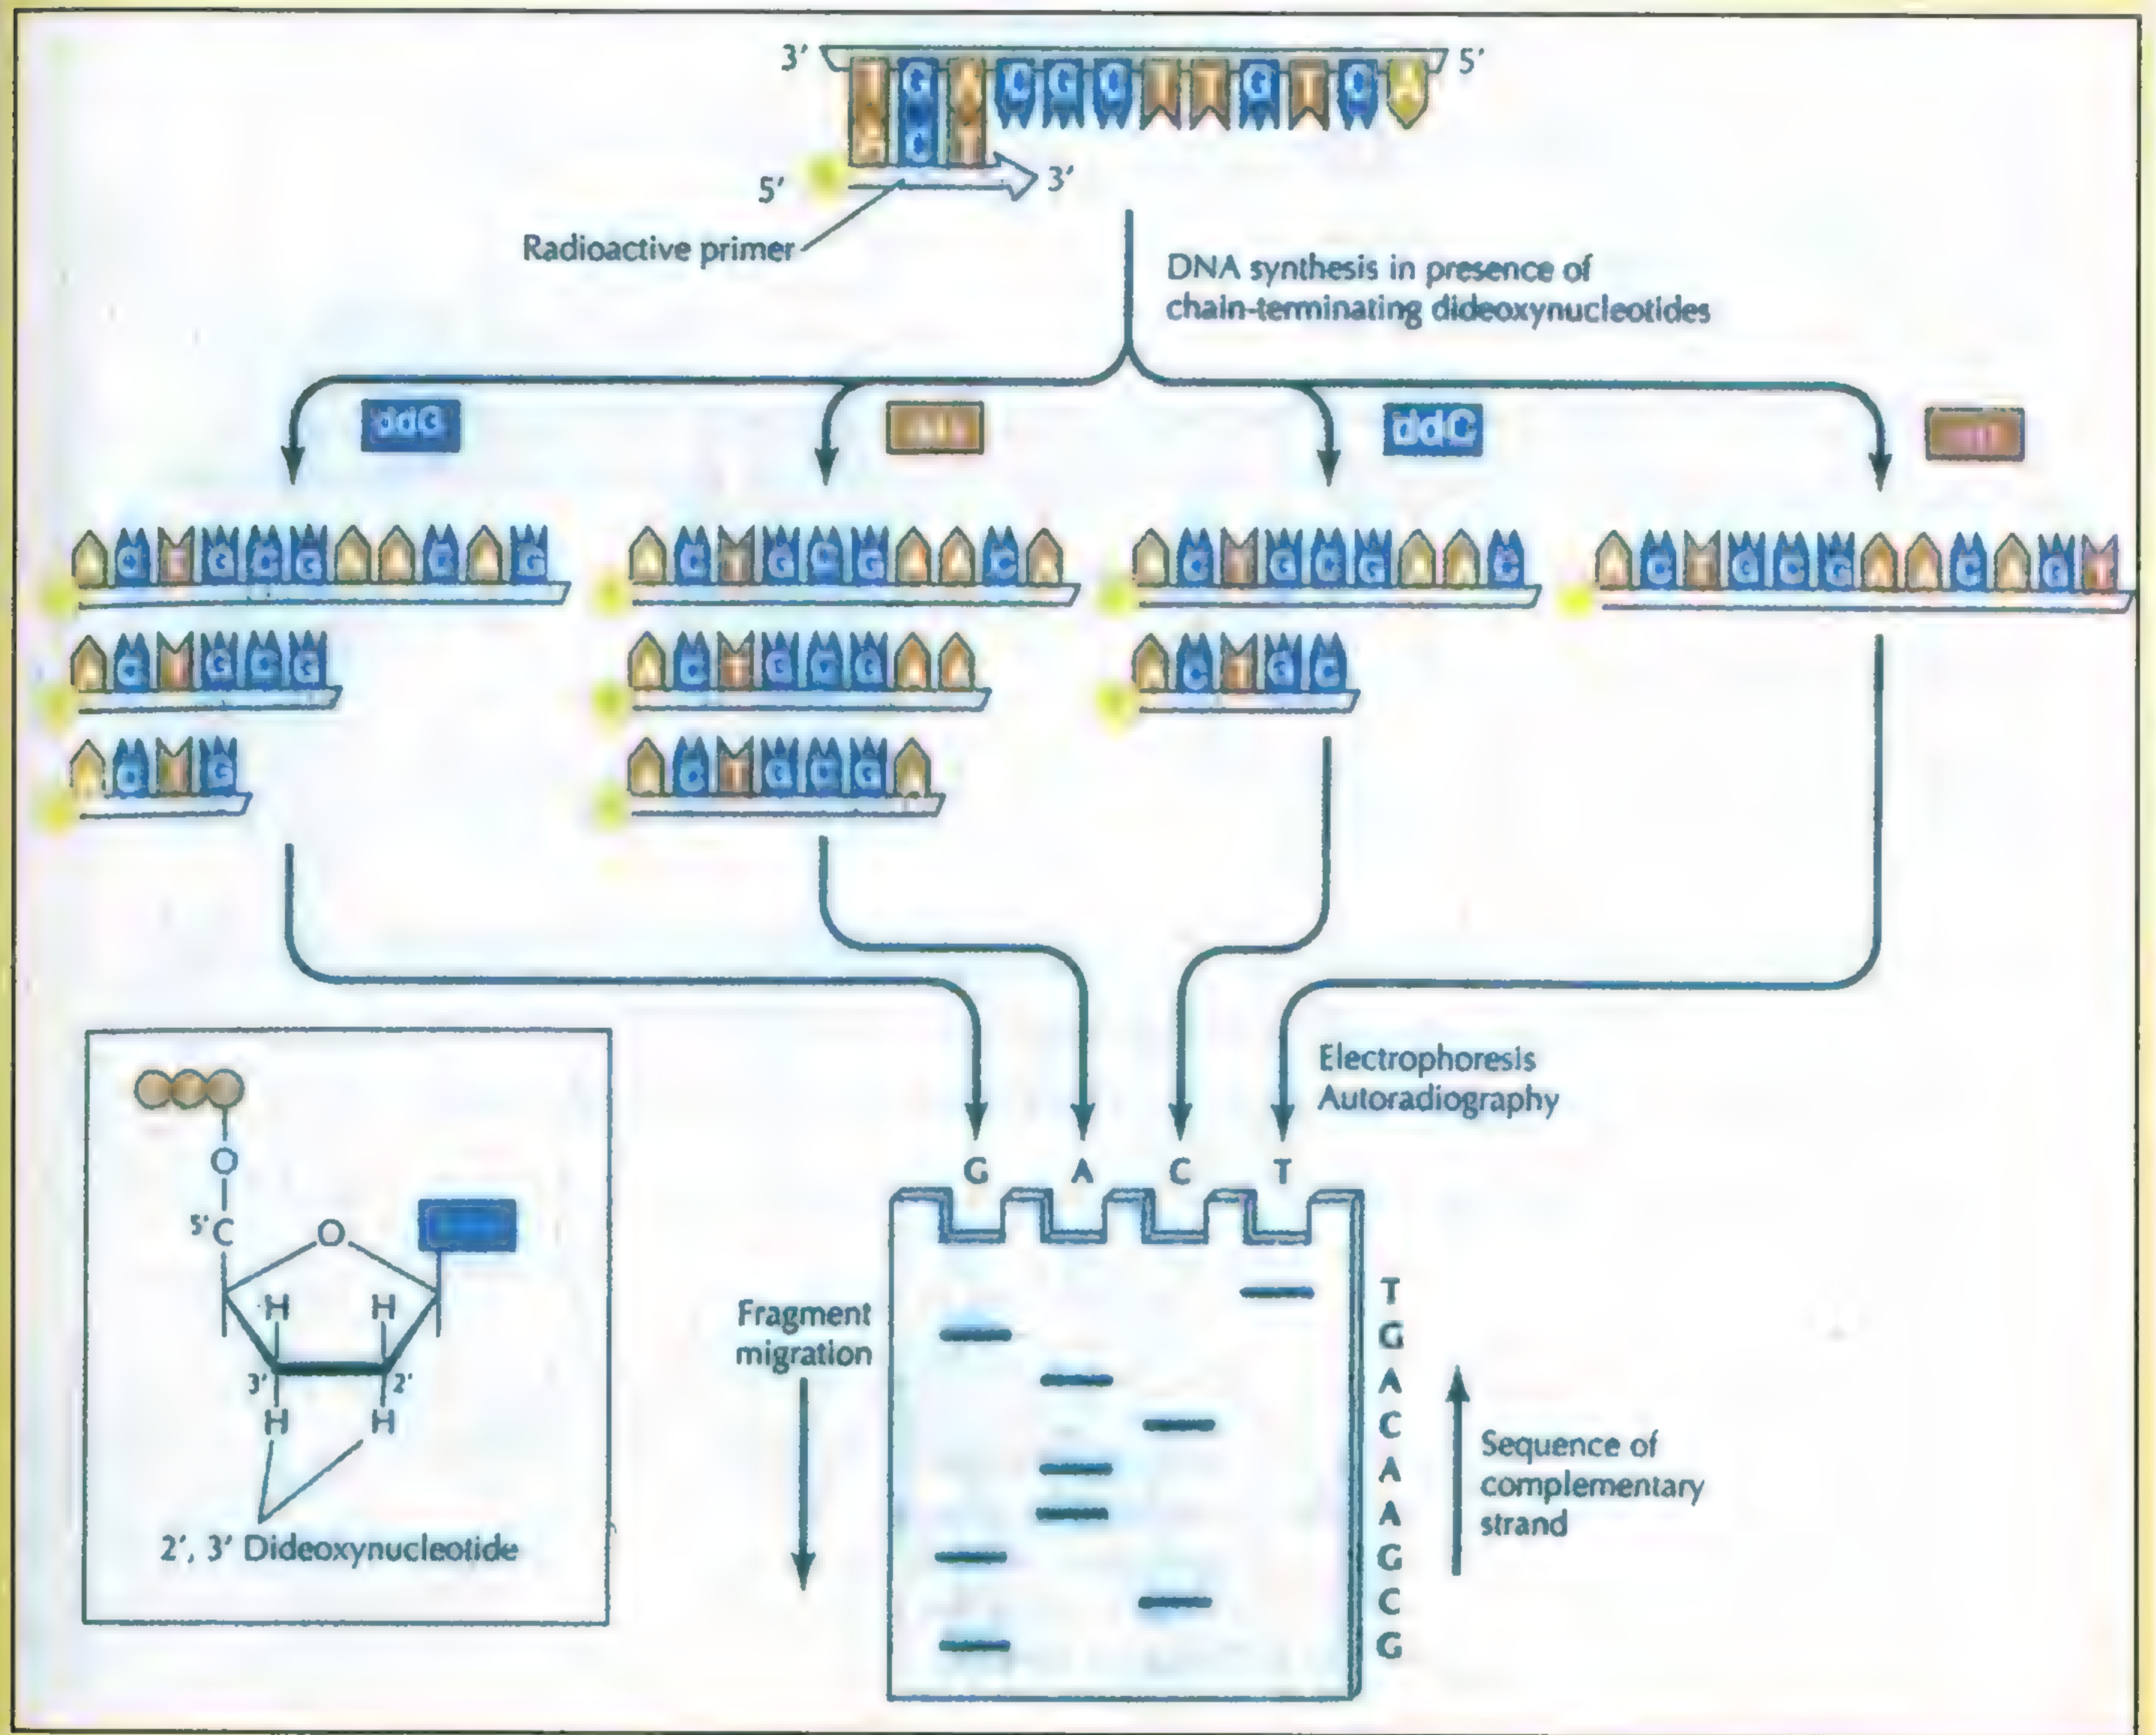 3′ T G A C G C T T G T C A 5′
A C T
5′ 3′
Radioactive primer
DNA synthesis in presence of
chain-terminating dideoxynucleotides
ddG
ddC
A C T G C G A A C A G
A C T G C G A A C A
A C T G C G A A C
A C T G C G A A C A G T
A C T G C G
A C T G C G A A
A C T G C
A C T G
A C T G C G A
Electrophoresis
Autoradiography
G A C T
O
5′C
O
H H
3′ 2′
H H
2′, 3′ Dideoxynucleotide
Fragment
migration
T
G
A
C
A
A
G
C
G
Sequence of
complementary
strand